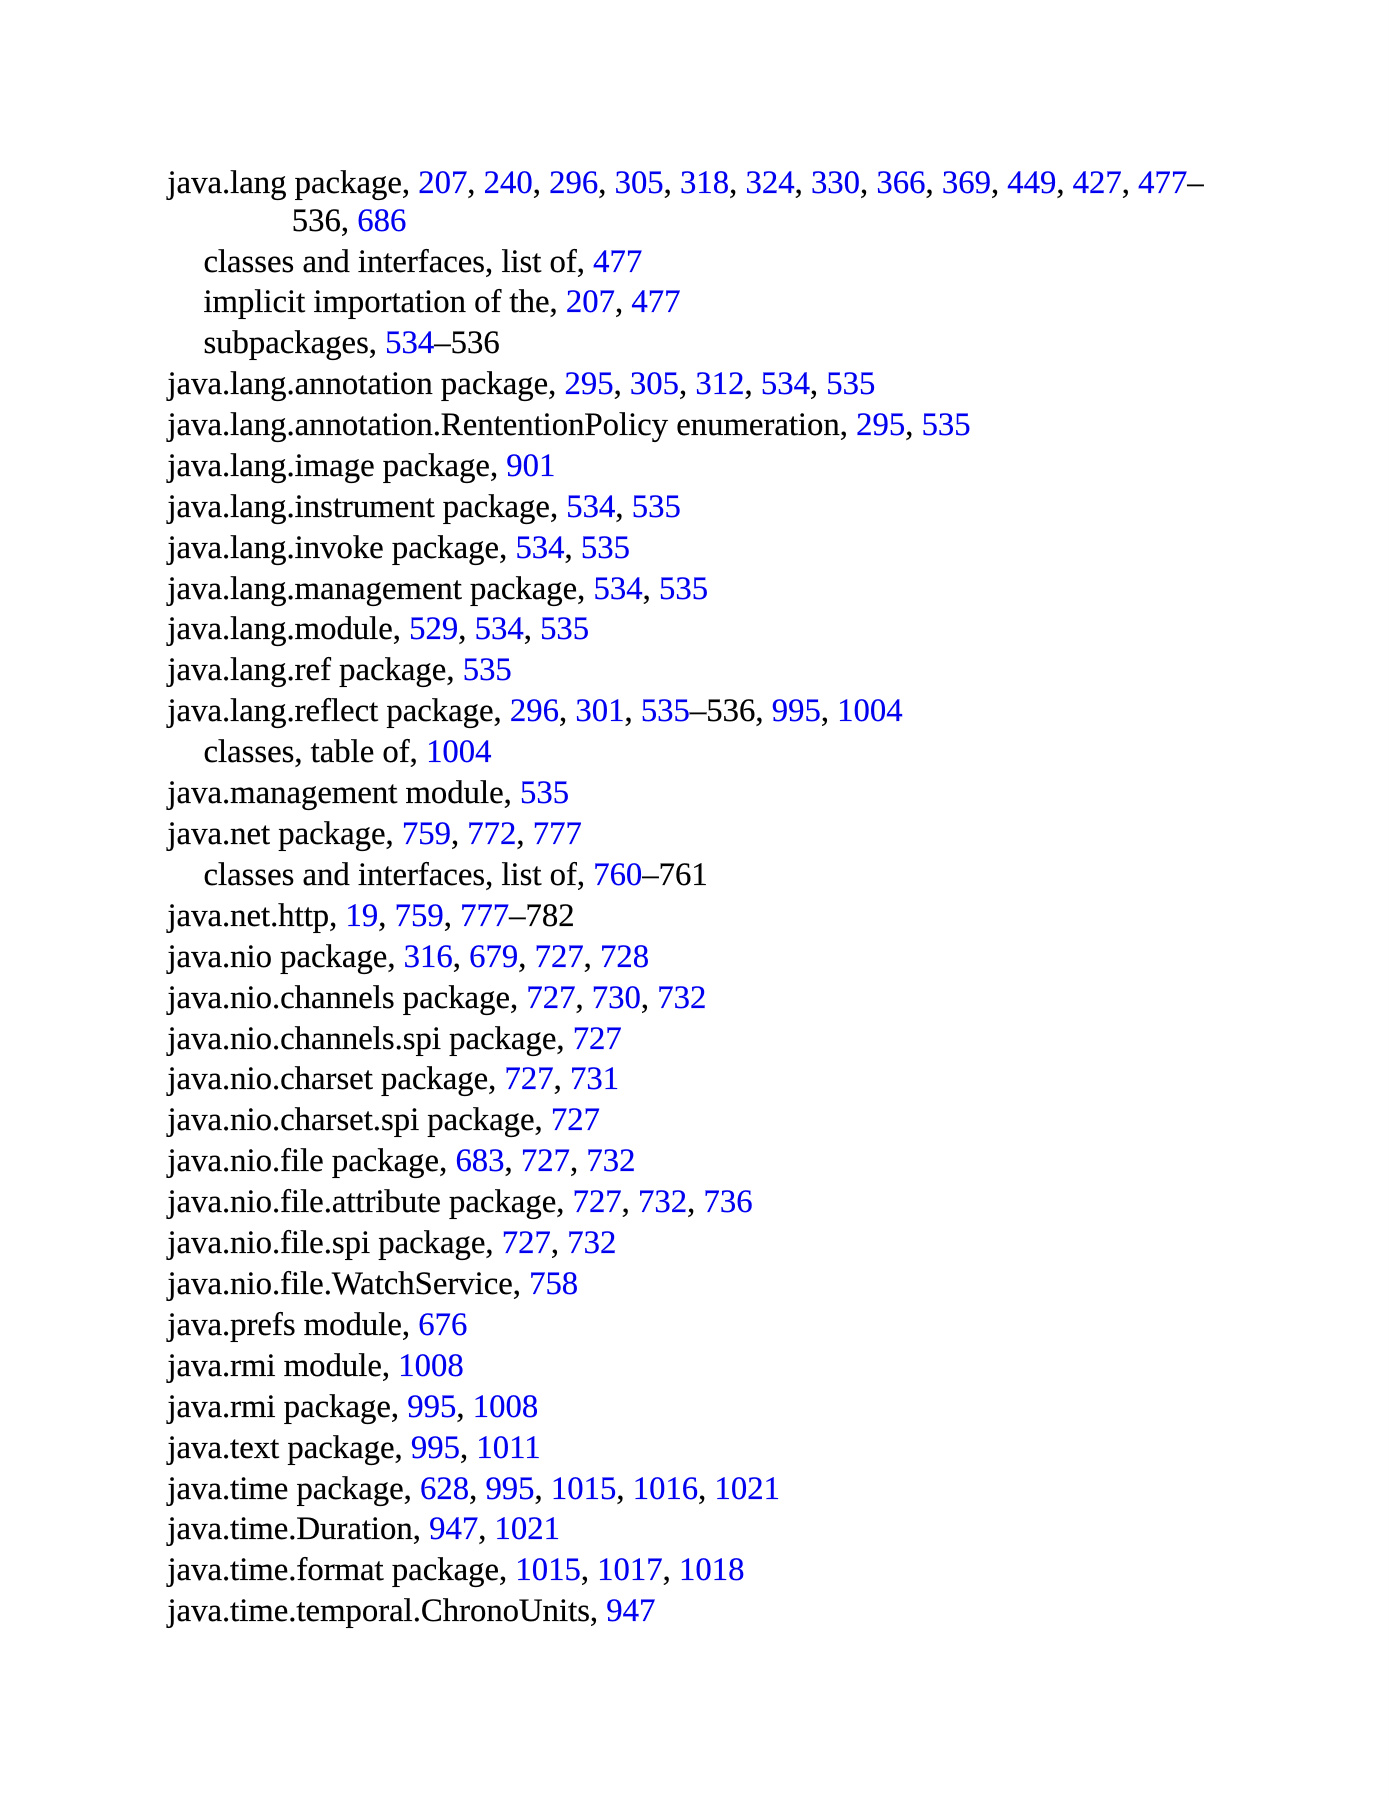 java.lang package, 207, 240, 296, 305, 318, 324, 330, 366, 369, 449, 427, 477–
536, 686
classes and interfaces, list of, 477
implicit importation of the, 207, 477
subpackages, 534–536
java.lang.annotation package, 295, 305, 312, 534, 535
java.lang.annotation.RententionPolicy enumeration, 295, 535
java.lang.image package, 901
java.lang.instrument package, 534, 535
java.lang.invoke package, 534, 535
java.lang.management package, 534, 535
java.lang.module, 529, 534, 535
java.lang.ref package, 535
java.lang.reflect package, 296, 301, 535–536, 995, 1004
classes, table of, 1004
java.management module, 535
java.net package, 759, 772, 777
classes and interfaces, list of, 760–761
java.net.http, 19, 759, 777–782
java.nio package, 316, 679, 727, 728
java.nio.channels package, 727, 730, 732
java.nio.channels.spi package, 727
java.nio.charset package, 727, 731
java.nio.charset.spi package, 727
java.nio.file package, 683, 727, 732
java.nio.file.attribute package, 727, 732, 736
java.nio.file.spi package, 727, 732
java.nio.file.WatchService, 758
java.prefs module, 676
java.rmi module, 1008
java.rmi package, 995, 1008
java.text package, 995, 1011
java.time package, 628, 995, 1015, 1016, 1021
java.time.Duration, 947, 1021
java.time.format package, 1015, 1017, 1018
java.time.temporal.ChronoUnits, 947